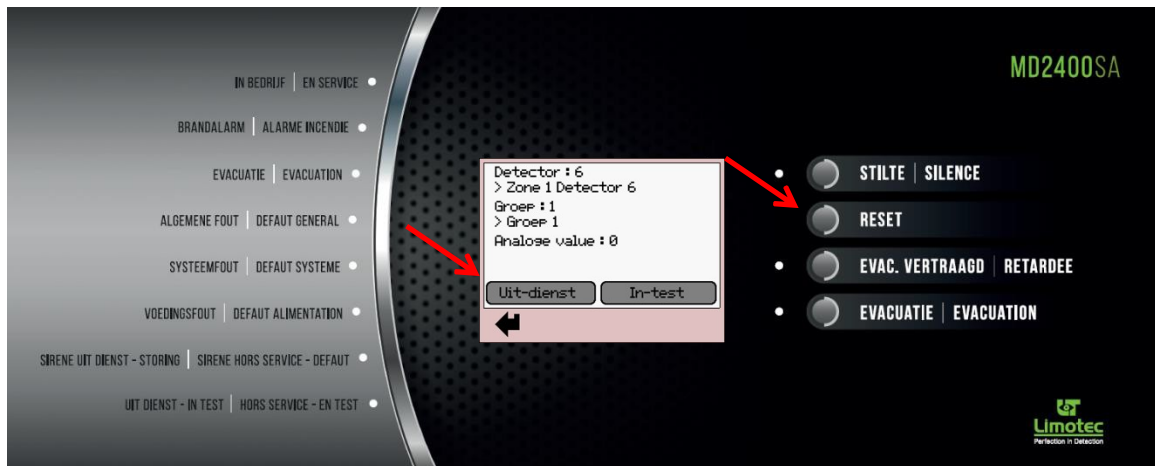 IN BEDRIJF | EN SERVICE
BRANDALARM | ALARME INCENDIE
EVACUATIE | EVACUATION
ALGEMENE FOUT | DEFAUT GENERAL
SYSTEEMFOUT | DEFAUT SYSTEME
VOEDINGSFOUT | DEFAUT ALIMENTATION
SIRENE UIT DIENST - STORING | SIRENE HORS SERVICE - DEFAUT
UIT DIENST - IN TEST | HORS SERVICE - EN TEST
Detector : 6
> Zone 1 Detector 6
Groep : 1
> Groep 1
Analoge value : 0
Uit-dienst In-test
MD2400SA
STILTE | SILENCE
RESET
EVAC. VERTRAAGD | RETARDEE
EVACUATIE | EVACUATION
Limotec
Perfection in Detection